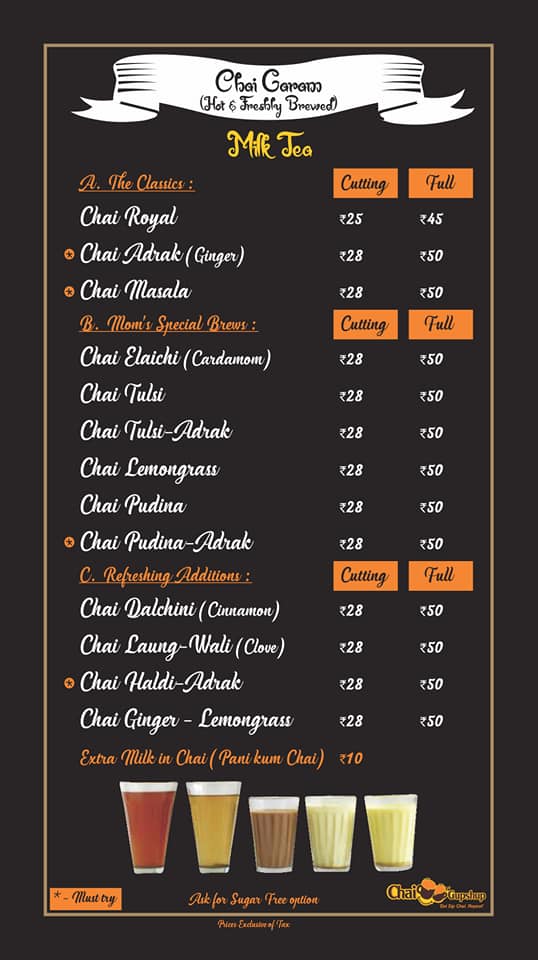 Chai Garam
(Hot & Freshly Brewed)
Milk Tea
A. The Classics : Cutting Full
Chai Royal ₹25 ₹45
* Chai Adrak (Ginger) ₹28 ₹50
* Chai Masala ₹28 ₹50
B. Mom's Special Brews : Cutting Full
Chai Elaichi (Cardamom) ₹28 ₹50
Chai Tulsi ₹28 ₹50
Chai Tulsi-Adrak ₹28 ₹50
Chai Lemongrass ₹28 ₹50
Chai Pudina ₹28 ₹50
* Chai Pudina-Adrak ₹28 ₹50
C. Refreshing Additions : Cutting Full
Chai Dalchini (Cinnamon) ₹28 ₹50
Chai Laung-Wali (Clove) ₹28 ₹50
* Chai Haldi-Adrak ₹28 ₹50
Chai Ginger - Lemongrass ₹28 ₹50
Extra Milk in Chai (Pani kum Chai) ₹10
* - Must try
Ask for Sugar Free option
Chai Gupshup
Prices Exclusive of Tax